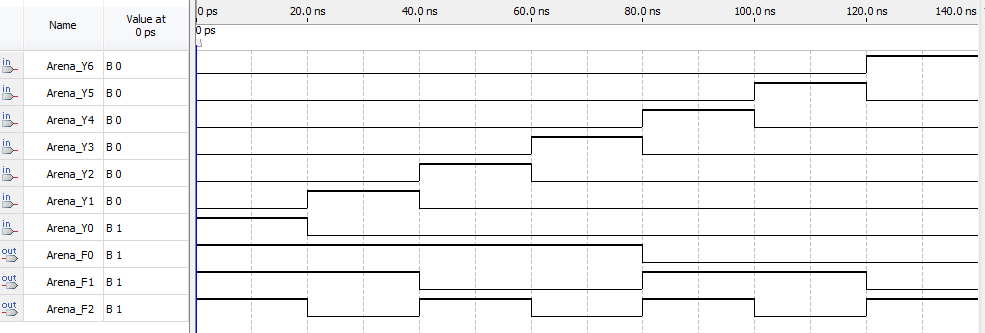 Name Value at 0 ps 0 ps 20.0 ns 40.0 ns 60.0 ns 80.0 ns 100.0 ns 120.0 ns 140.0 ns
0 ps
in Arena_Y6 B 0
in Arena_Y5 B 0
in Arena_Y4 B 0
in Arena_Y3 B 0
in Arena_Y2 B 0
in Arena_Y1 B 0
in Arena_Y0 B 1
out Arena_F0 B 1
out Arena_F1 B 1
out Arena_F2 B 1